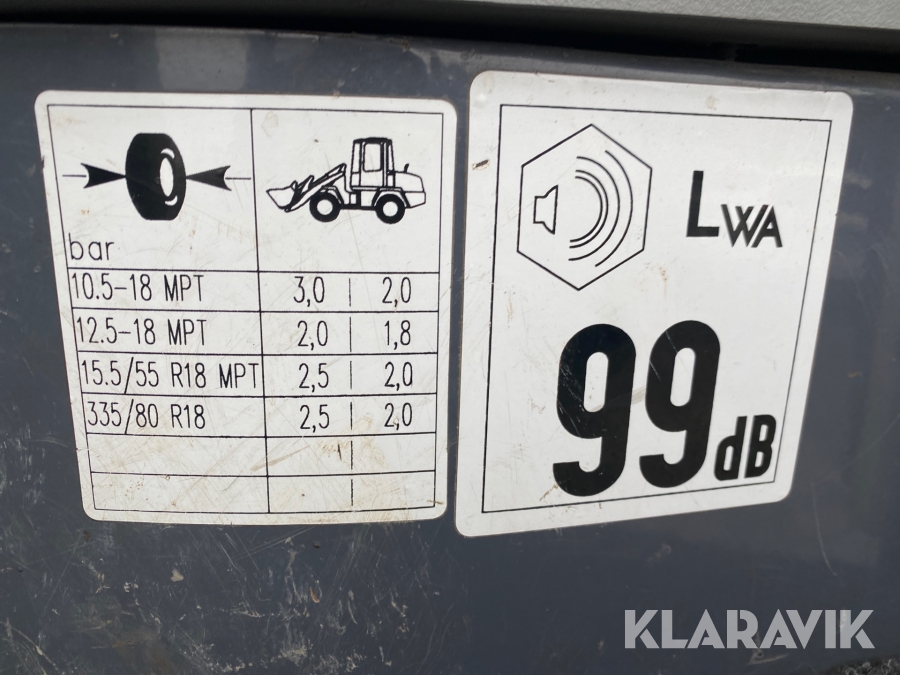 bar
10.5-18 MPT 3,0 | 2,0
12.5-18 MPT 2,0 | 1,8
15.5/55 R18 MPT 2,5 | 2,0
335/80 R18 2,5 | 2,0
LWA
99dB
KLARAVIK